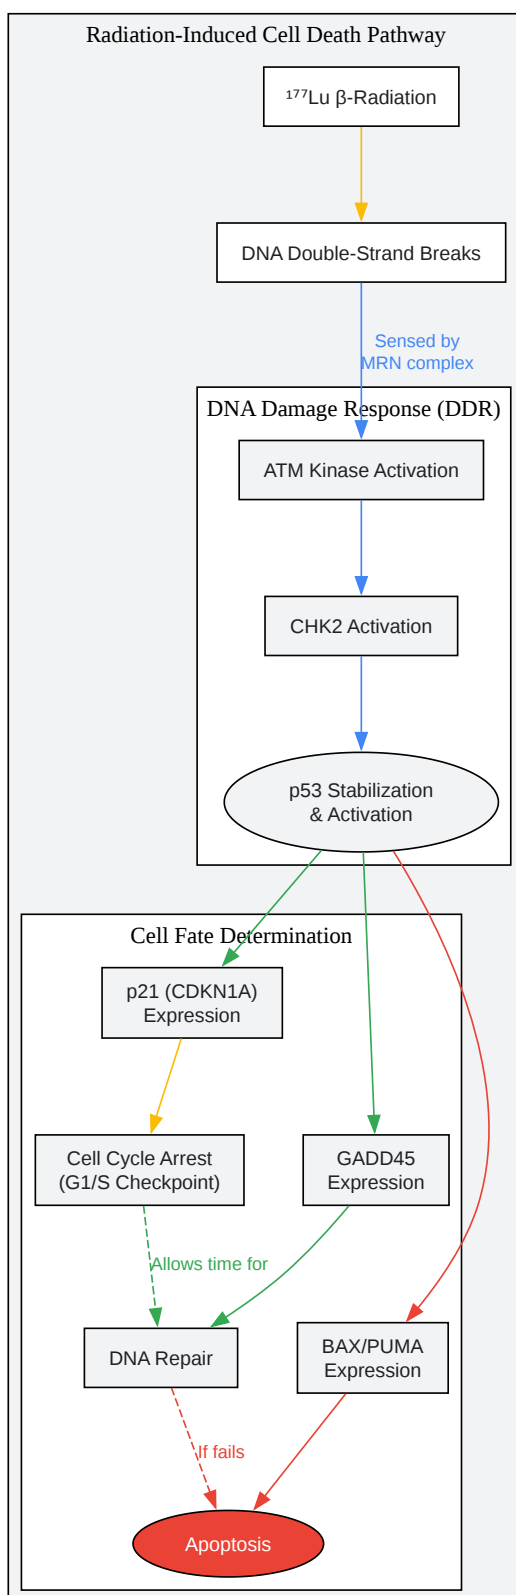 Radiation-Induced Cell Death Pathway
¹⁷⁷Lu β-Radiation
DNA Double-Strand Breaks
Sensed by
MRN complex
DNA Damage Response (DDR)
ATM Kinase Activation
CHK2 Activation
p53 Stabilization
& Activation
Cell Fate Determination
p21 (CDKN1A)
Expression
Cell Cycle Arrest
(G1/S Checkpoint)
GADD45
Expression
Allows time for
DNA Repair
BAX/PUMA
Expression
If fails
Apoptosis